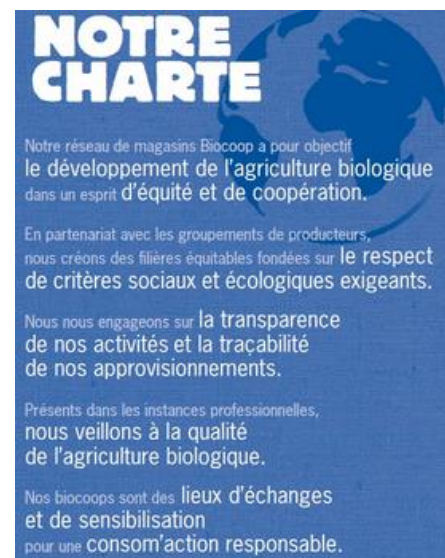 NOTRE
CHARTE
Notre réseau de magasins Biocoop a pour objectif
le développement de l'agriculture biologique
dans un esprit d'équité et de coopération.
En partenariat avec les groupements de producteurs,
nous créons des filières équitables fondées sur le respect
de critères sociaux et écologiques exigeants.
Nous nous engageons sur la transparence
de nos activités et la traçabilité
de nos approvisionnements.
Présents dans les instances professionnelles,
nous veillons à la qualité
de l'agriculture biologique.
Nos biocoops sont des lieux d'échanges
et de sensibilisation
pour une consom'action responsable.